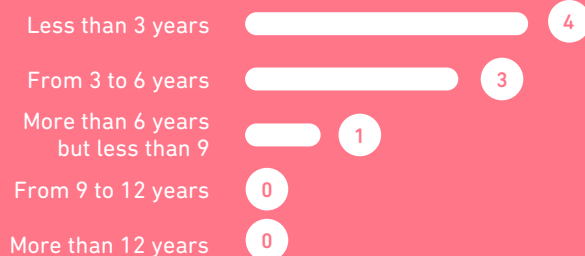 Less than 3 years
4
From 3 to 6 years
3
More than 6 years
but less than 9
1
From 9 to 12 years
0
More than 12 years
0